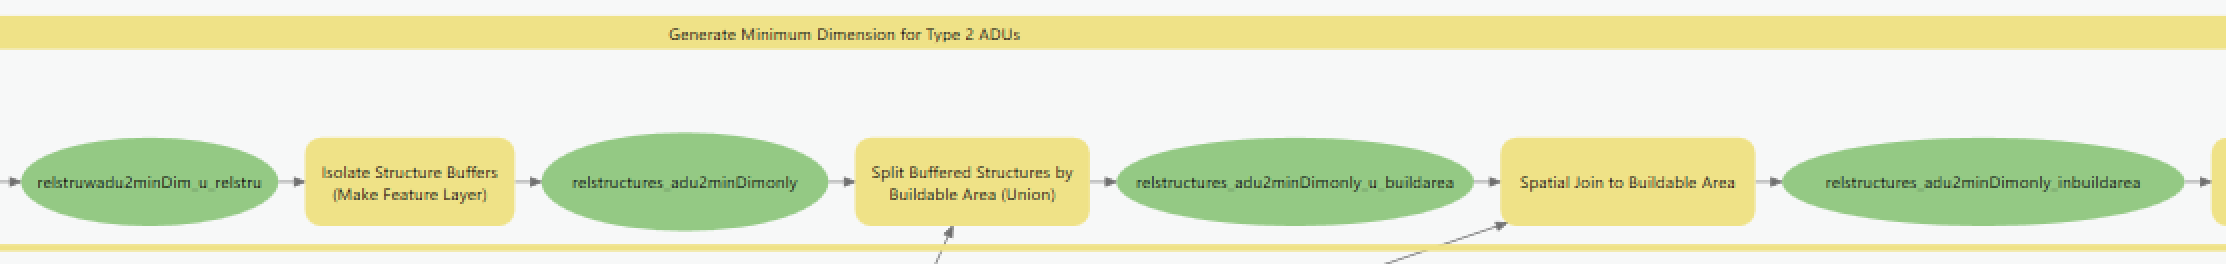 Generate Minimum Dimension for Type 2 ADUs
relstruwadu2minDim_u_relstru
Isolate Structure Buffers
(Make Feature Layer)
relstructures_adu2minDimonly
Split Buffered Structures by
Buildable Area (Union)
relstructures_adu2minDimonly_u_buildarea
Spatial Join to Buildable Area
relstructures_adu2minDimonly_inbuildarea